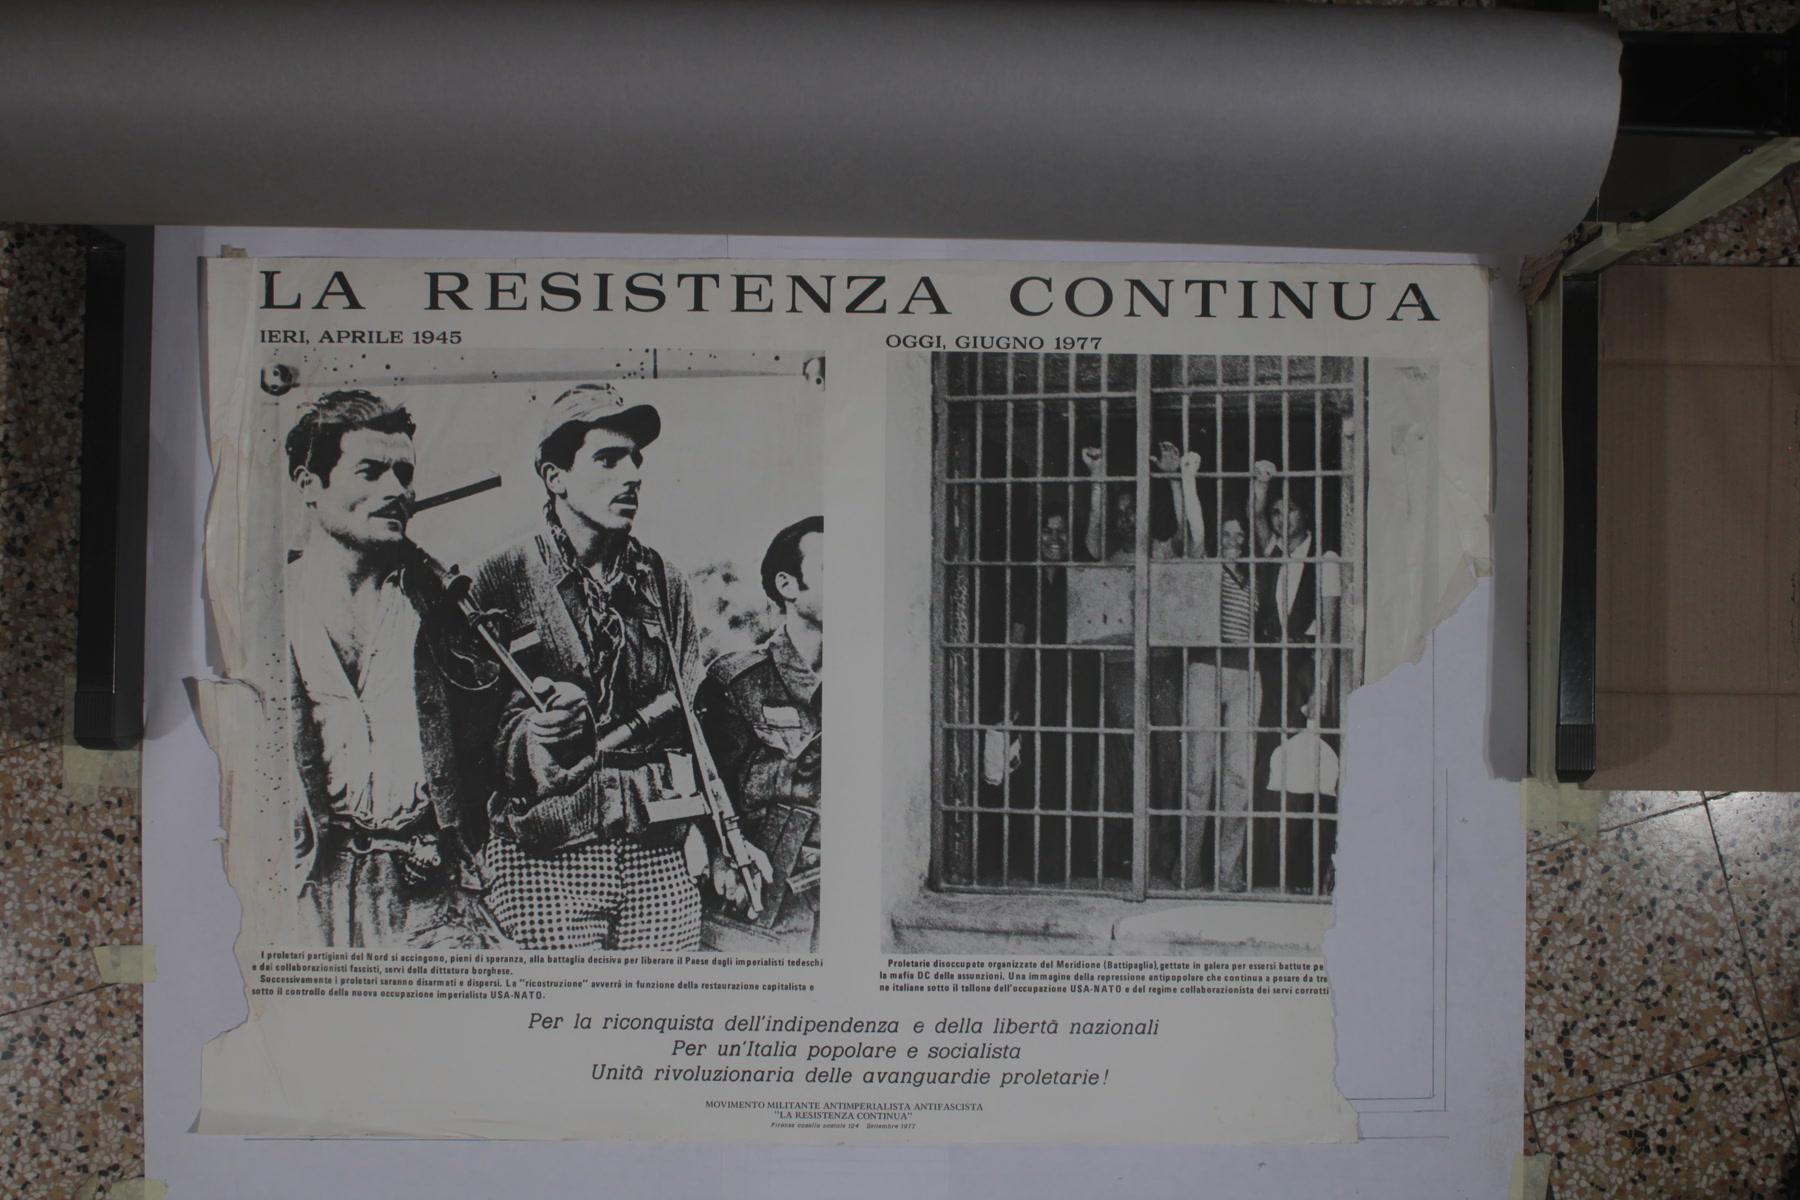 LA RESISTENZA CONTINUA
IERI, APRILE 1945
I proletari partigiani del Nord si accingono, pieni di speranza, alla battaglia decisiva per liberare il Paese dagli imperialisti tedeschi
e dai collaborazionisti fascisti, servi della dittatura borghese.
Successivamente i proletari saranno disarmati e dispersi. La "ricostruzione" avverrà in funzione della restaurazione capitalista e
sotto il controllo della nuova occupazione imperialista USA-NATO.
OGGI, GIUGNO 1977
Proletarie disoccupate organizzate del Meridione (Battipaglia), gettate in galera per essersi battute pe
la mafia DC delle assunzioni. Una immagine della repressione antipopolare che continua a pesare da tre
ne italiane sotto il tallone dell'occupazione USA-NATO e del regime collaborazionista dei servi corrotti
Per la riconquista dell'indipendenza e della libertà nazionali
Per un'Italia popolare e socialista
Unità rivoluzionaria delle avanguardie proletarie!
MOVIMENTO MILITANTE ANTIMPERIALISTA ANTIFASCISTA
"LA RESISTENZA CONTINUA"
Firenze casella postale 124 Settembre 1977